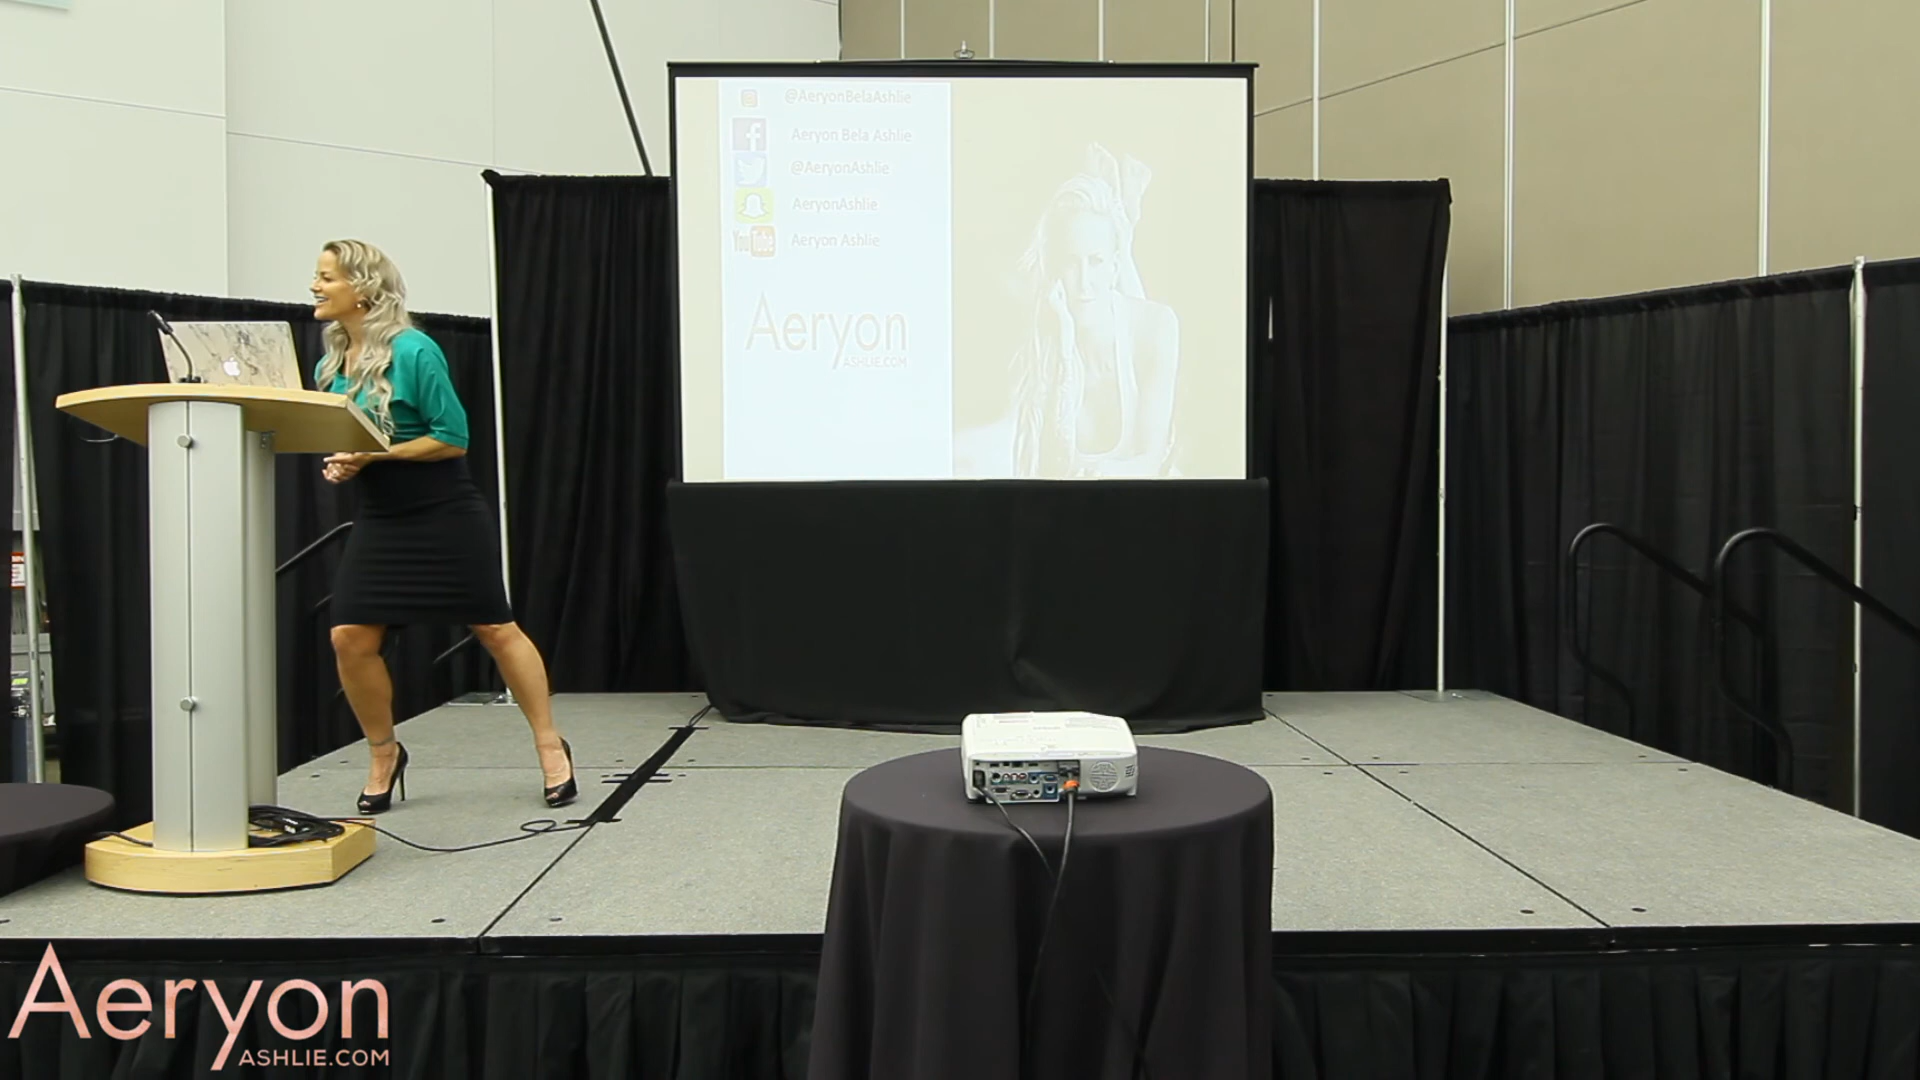 @AeryonBelaAshlie
Aeryon Bela Ashlie
@AeryonAshlie
AeryonAshlie
YouTube
Aeryon Ashlie
Aeryon
ASHLIE.COM
Aeryon
ASHLIE.COM